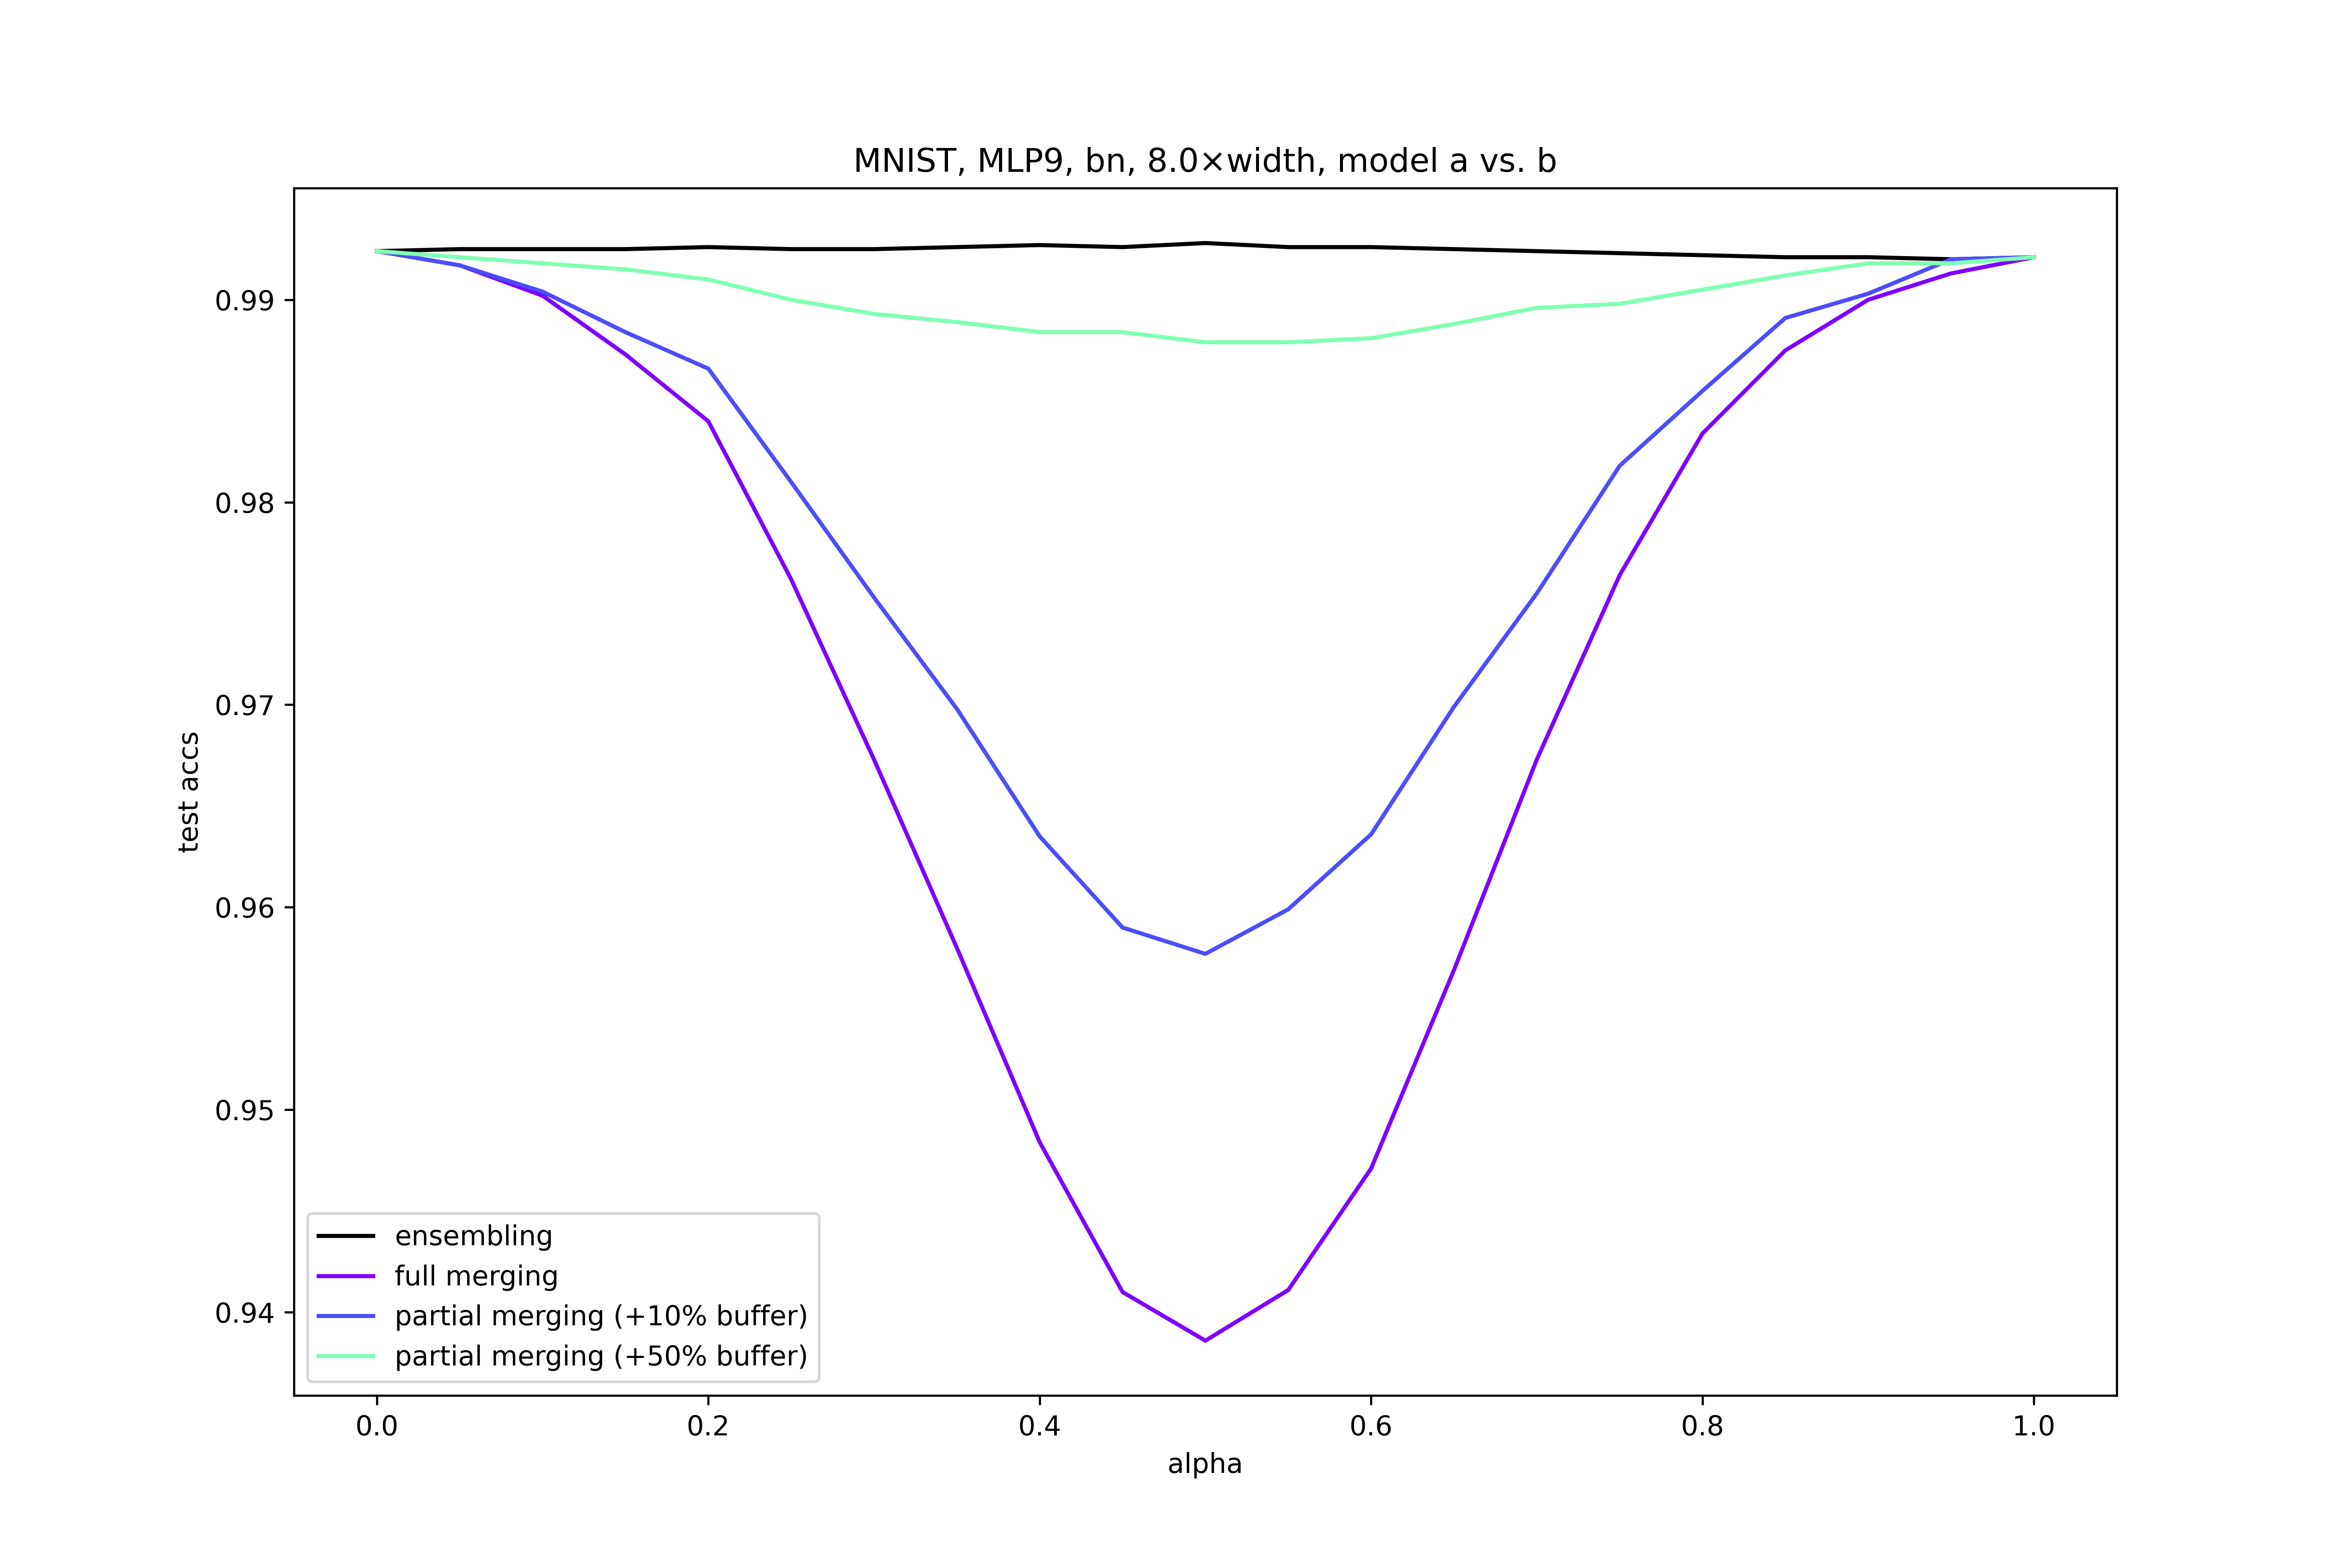 MNIST, MLP9, bn, 8.0×width, model a vs. b
test accs
0.99
0.98
0.97
0.96
0.95
0.94
ensembling
full merging
partial merging (+10% buffer)
partial merging (+50% buffer)
0.0 0.2 0.4 0.6 0.8 1.0
alpha